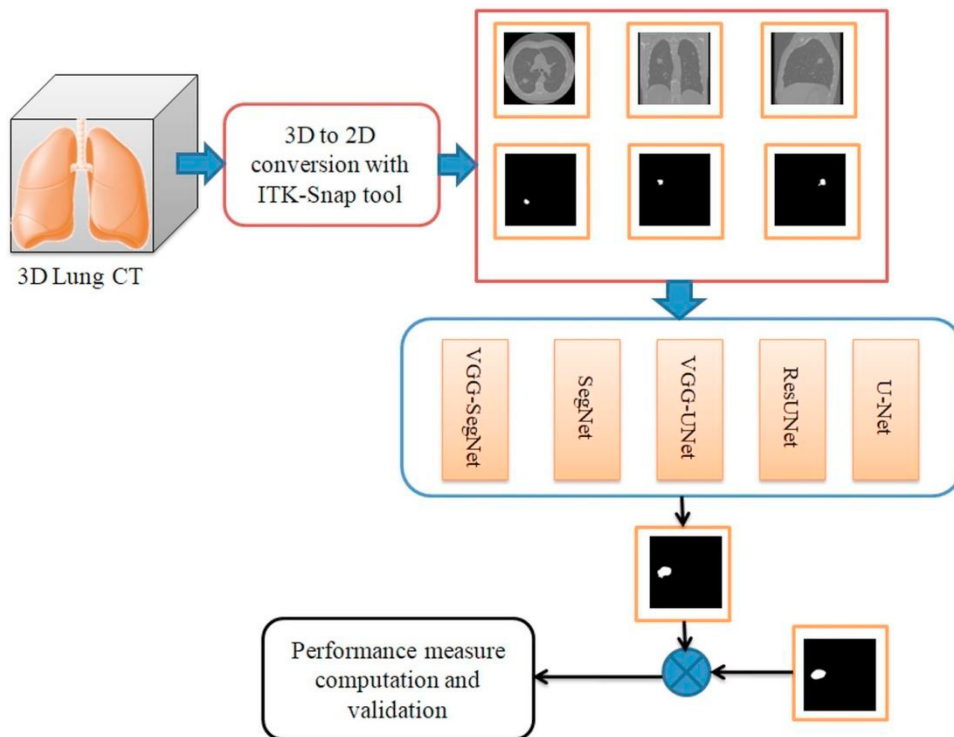 3D Lung CT
3D to 2D
conversion with
ITK-Snap tool
VGG-SegNet
SegNet
VGG-UNet
ResUNet
U-Net
Performance measure
computation and
validation